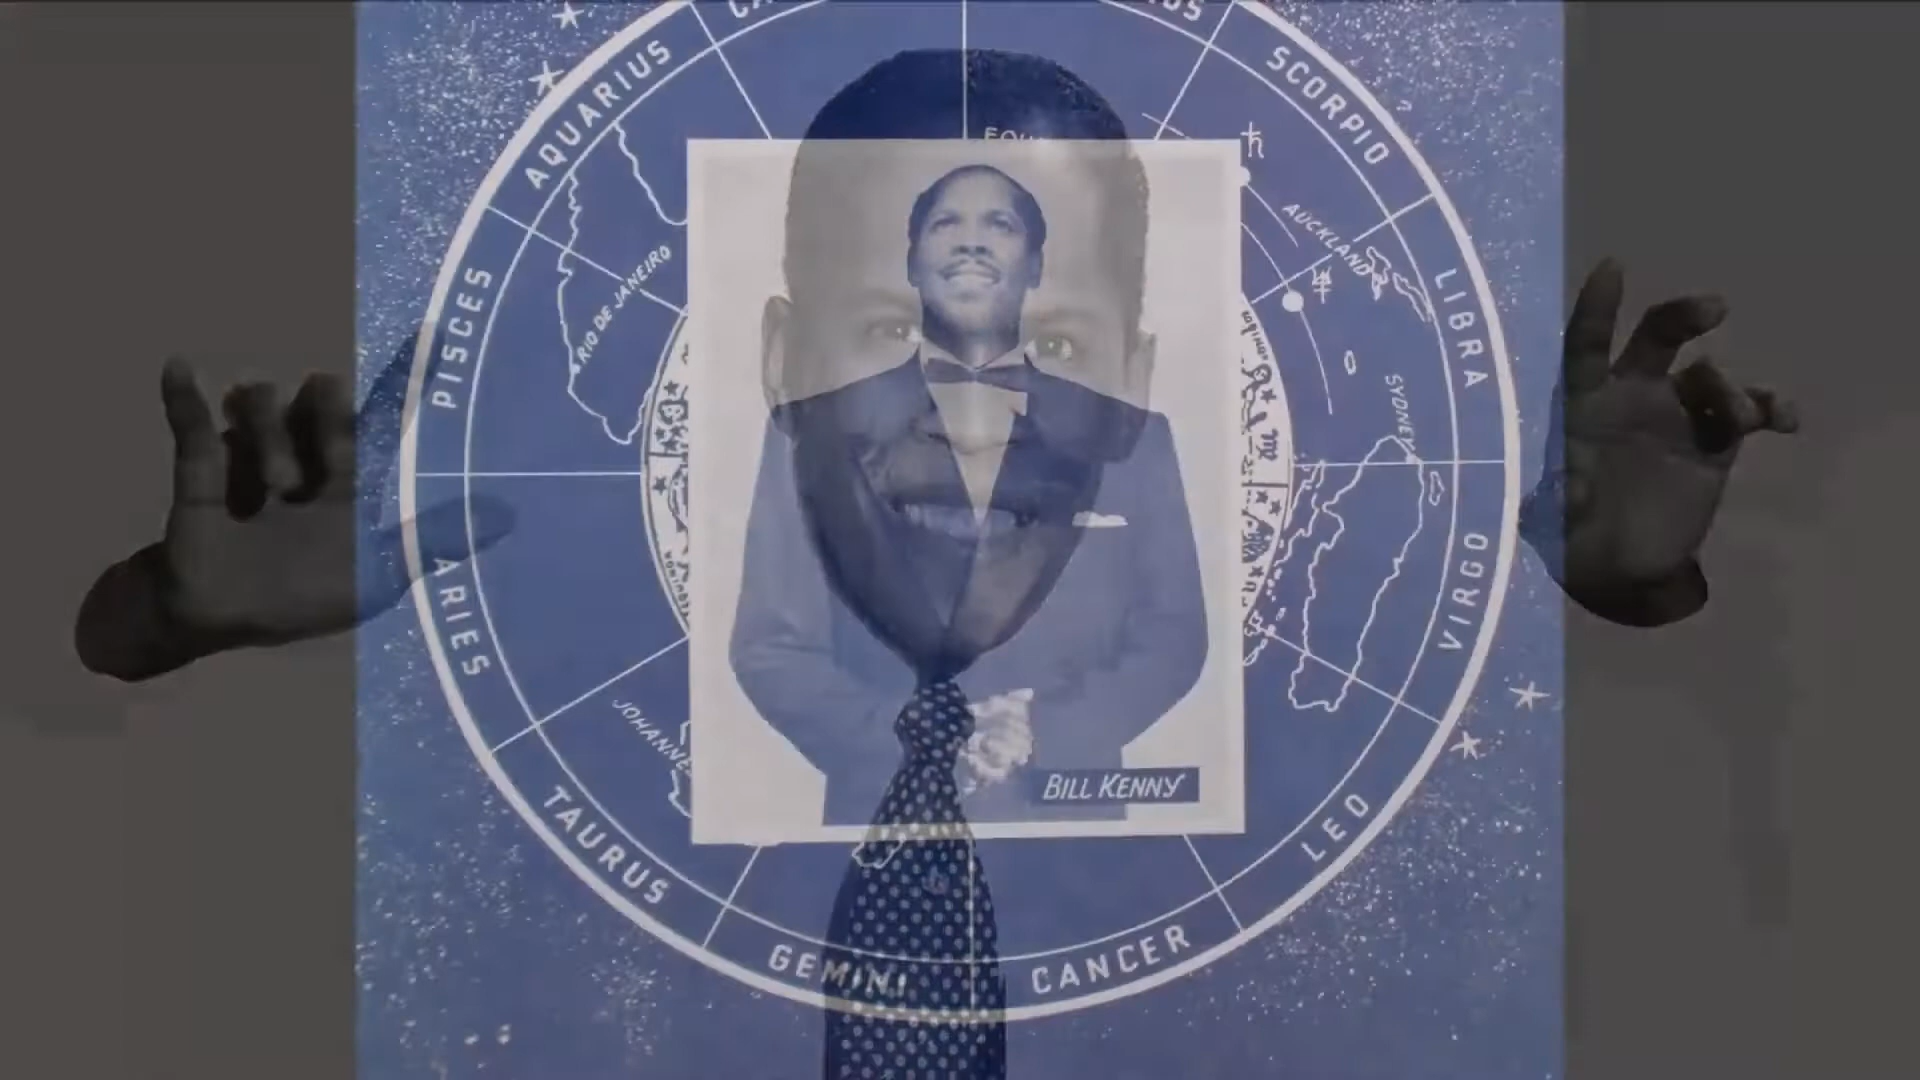 AQUARIUS
SCORPIO
PISCES
RIO DE JANEIRO
AUCKLAND
LIBRA
SYDNEY
ARIES
VIRGO
BILL KENNY
TAURUS
LEO
GEMINI
CANCER